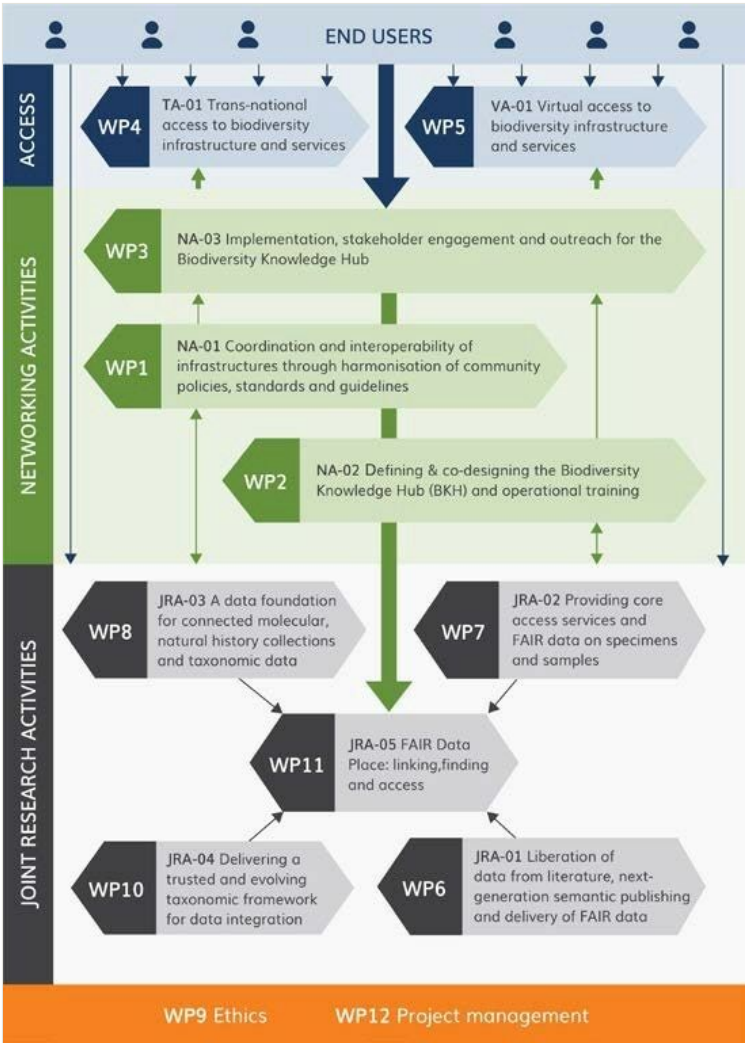 END USERS
ACCESS
WP4
TA-01 Trans-national
access to biodiversity
infrastructure and services
WP5
VA-01 Virtual access to
biodiversity infrastructure
and services
NETWORKING ACTIVITIES
WP3
NA-03 Implementation, stakeholder engagement and outreach for the
Biodiversity Knowledge Hub
WP1
NA-01 Coordination and interoperability of
infrastructures through harmonisation of community
policies, standards and guidelines
WP2
NA-02 Defining & co-designing the Biodiversity
Knowledge Hub (BKH) and operational training
JOINT RESEARCH ACTIVITIES
WP8
JRA-03 A data foundation
for connected molecular,
natural history collections
and taxonomic data
WP7
JRA-02 Providing core
access services and
FAIR data on specimens
and samples
WP11
JRA-05 FAIR Data
Place: linking,finding
and access
WP10
JRA-04 Delivering a
trusted and evolving
taxonomic framework
for data integration
WP6
JRA-01 Liberation of
data from literature, next-
generation semantic publishing
and delivery of FAIR data
WP9 Ethics
WP12 Project management